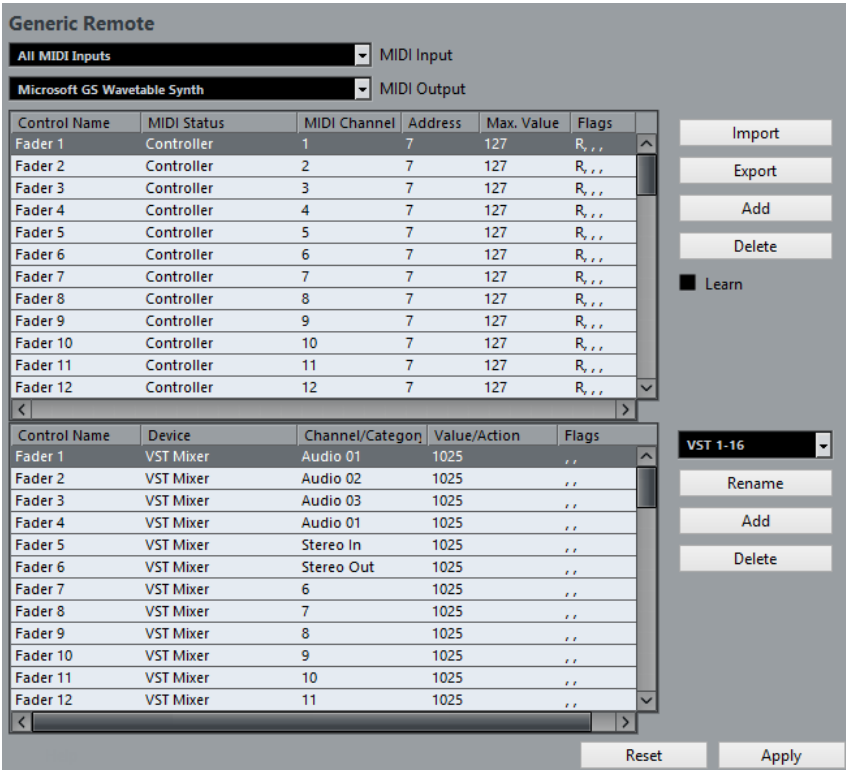 Generic Remote
All MIDI Inputs MIDI Input
Microsoft GS Wavetable Synth MIDI Output
Control Name MIDI Status MIDI Channel Address Max. Value Flags
Fader 1 Controller 1 7 127 R, , ,
Fader 2 Controller 2 7 127 R, , ,
Fader 3 Controller 3 7 127 R, , ,
Fader 4 Controller 4 7 127 R, , ,
Fader 5 Controller 5 7 127 R, , ,
Fader 6 Controller 6 7 127 R, , ,
Fader 7 Controller 7 7 127 R, , ,
Fader 8 Controller 8 7 127 R, , ,
Fader 9 Controller 9 7 127 R, , ,
Fader 10 Controller 10 7 127 R, , ,
Fader 11 Controller 11 7 127 R, , ,
Fader 12 Controller 12 7 127 R, , ,
Import
Export
Add
Delete
Learn
Control Name Device Channel/Categor Value/Action Flags
Fader 1 VST Mixer Audio 01 1025 , ,
Fader 2 VST Mixer Audio 02 1025 , ,
Fader 3 VST Mixer Audio 03 1025 , ,
Fader 4 VST Mixer Audio 01 1025 , ,
Fader 5 VST Mixer Stereo In 1025 , ,
Fader 6 VST Mixer Stereo Out 1025 , ,
Fader 7 VST Mixer 6 1025 , ,
Fader 8 VST Mixer 7 1025 , ,
Fader 9 VST Mixer 8 1025 , ,
Fader 10 VST Mixer 9 1025 , ,
Fader 11 VST Mixer 10 1025 , ,
Fader 12 VST Mixer 11 1025 , ,
VST 1-16
Rename
Add
Delete
Reset Apply